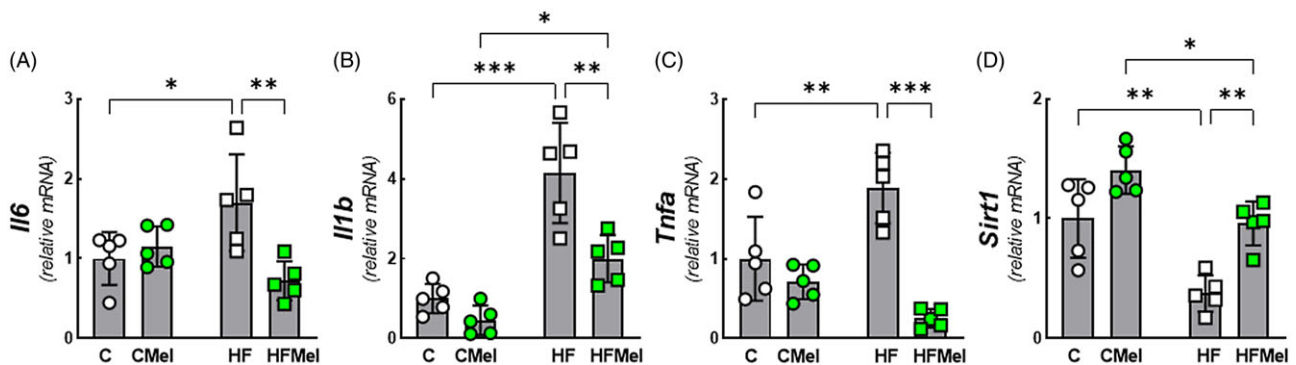 (A)
Il6
(relative mRNA)
3
2
1
0
*
**
C CMel HF HFMel
(B)
Il1b
(relative mRNA)
6
4
2
0
*
***
**
C CMel HF HFMel
(C)
Tnfa
(relative mRNA)
3
2
1
0
**
***
C CMel HF HFMel
(D)
Sirt1
(relative mRNA)
2
1
0
*
**
**
C CMel HF HFMel